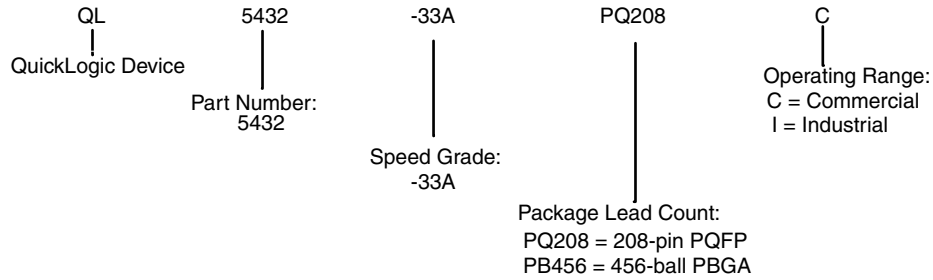 QL 5432 -33A PQ208 C
QuickLogic Device
Part Number:
5432
Speed Grade:
-33A
Package Lead Count:
PQ208 = 208-pin PQFP
PB456 = 456-ball PBGA
Operating Range:
C = Commercial
I = Industrial